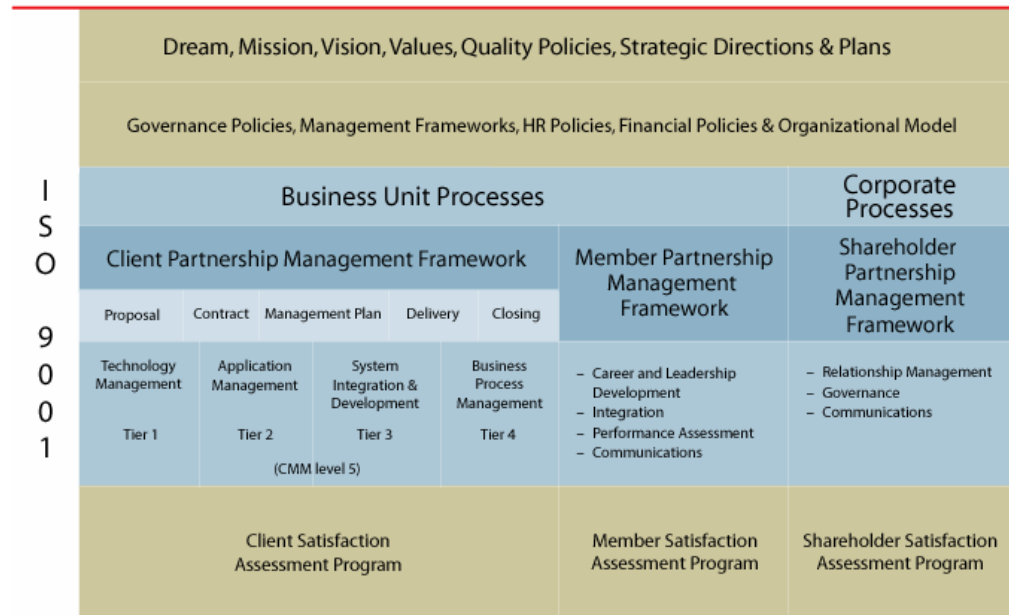 Dream, Mission, Vision, Values, Quality Policies, Strategic Directions & Plans
Governance Policies, Management Frameworks, HR Policies, Financial Policies & Organizational Model
I
S
O
9
0
0
1
Business Unit Processes
Corporate
Processes
Client Partnership Management Framework
Member Partnership
Management
Framework
Shareholder
Partnership
Management
Framework
Proposal
Contract
Management Plan
Delivery
Closing
Technology
Management
Tier 1
Application
Management
Tier 2
System
Integration &
Development
Tier 3
Business
Process
Management
Tier 4
(CMM level 5)
– Career and Leadership
Development
– Integration
– Performance Assessment
– Communications
– Relationship Management
– Governance
– Communications
Client Satisfaction
Assessment Program
Member Satisfaction
Assessment Program
Shareholder Satisfaction
Assessment Program